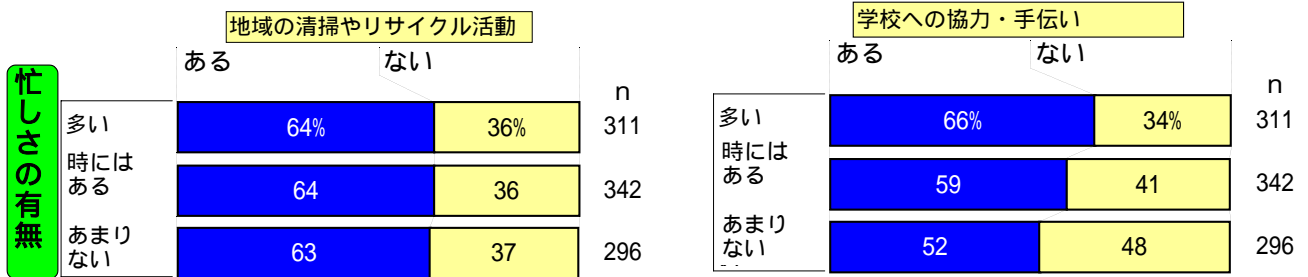 地域の清掃やリサイクル活動
ある ない
n
忙しさの有無
多い 64% 36% 311
時には
ある 64 36 342
あまり
ない 63 37 296
学校への協力・手伝い
ある ない
n
多い 66% 34% 311
時には
ある 59 41 342
あまり
ない 52 48 296